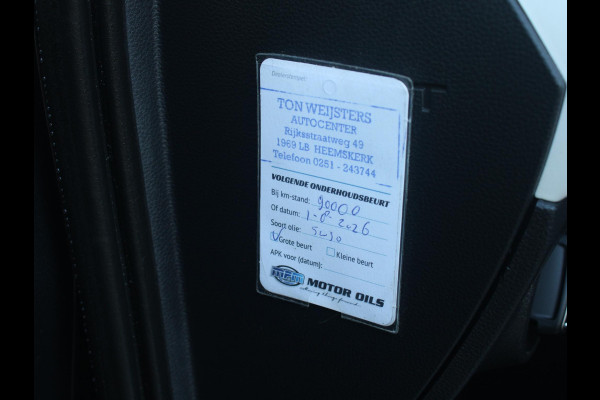 Dealerstempel:
TON WEIJSTERS
AUTOCENTER
Rijksstraatweg 49
1969 LB HEEMSKERK
Telefoon 0251 - 243744
VOLGENDE ONDERHOUDSBEURT
Bij km-stand: 90000
Of datum: 1-8-2026
Soort olie: 5W30
Grote beurt Kleine beurt
APK voor (datum):
MOTOR OILS